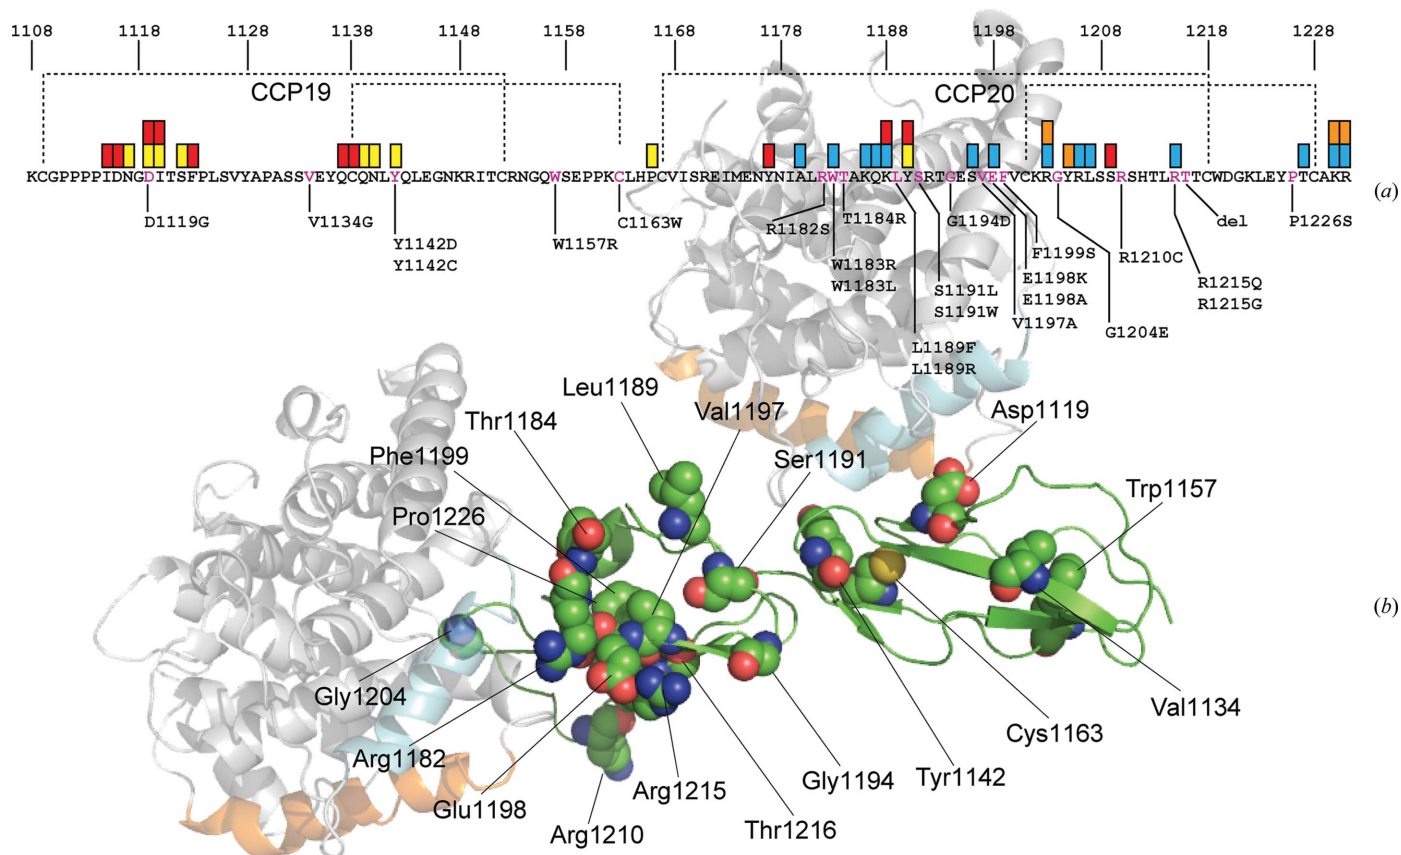 1108 1118 1128 1138 1148 1158 1168 1178 1188 1198 1208 1218 1228
CCP19 CCP20
KCGPPPPIDNGDITSFPLSVYAPASSVEYQCQNLYQLEGNKRITCRNGQWSEPPKCLHPCVISREIMENYNIALRWTAKQKLYSRTGESVEFVCKRGYRLSSRSHTLRTTCWDGKLEYPTCAKR (a)
D1119G V1134G Y1142D W1157R C1163W R1182S T1184R G1194D F1199S R1210C del P1226S
Y1142C W1183R E1198K R1215Q
W1183L S1191L E1198A R1215G
S1191W V1197A G1204E
L1189F
L1189R
Leu1189
Val1197
Asp1119
Thr1184
Phe1199
Ser1191
Trp1157
Pro1226
(b)
Gly1204
Val1134
Cys1163
Arg1182
Gly1194
Tyr1142
Arg1215
Glu1198
Thr1216
Arg1210